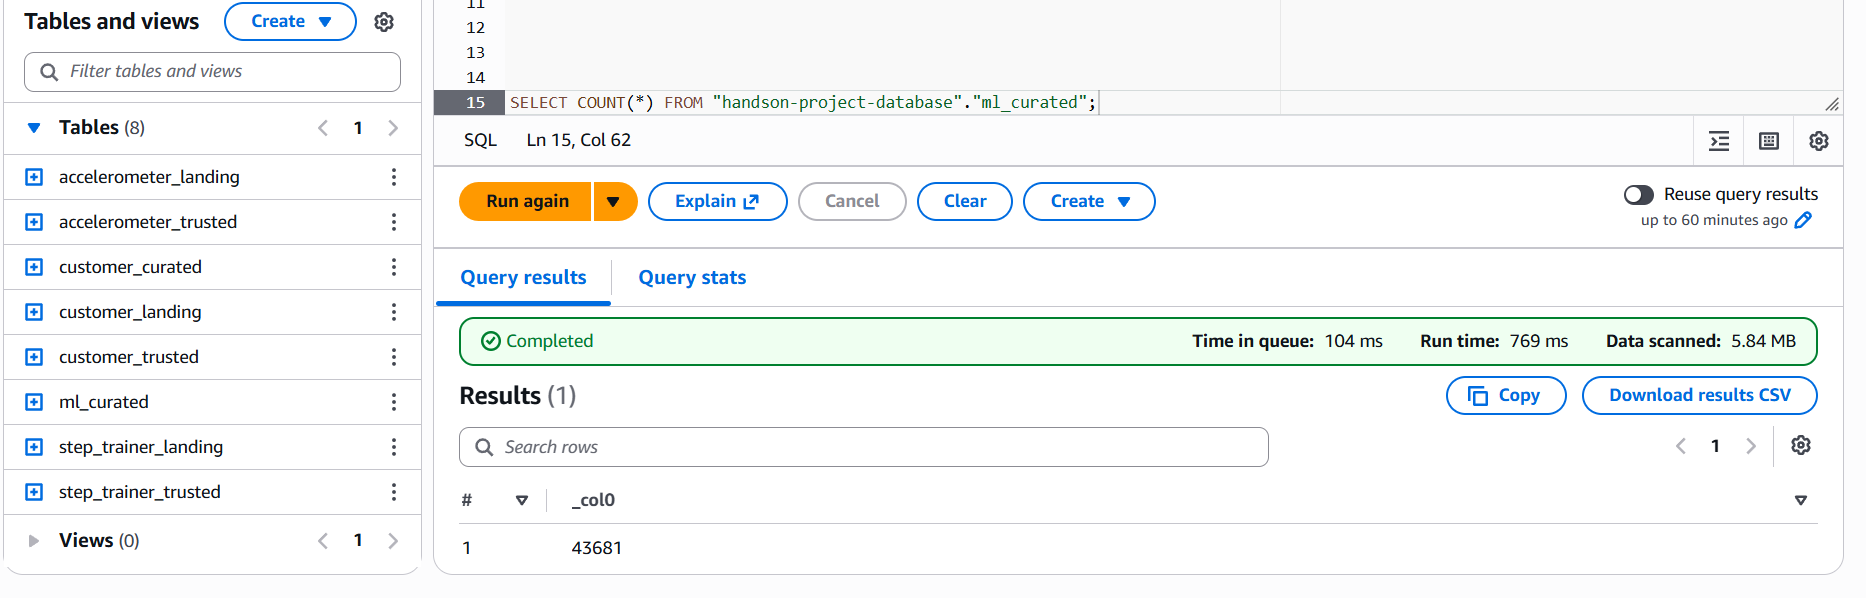 Tables and views
Create
Filter tables and views
Tables (8)
1
accelerometer_landing
accelerometer_trusted
customer_curated
customer_landing
customer_trusted
ml_curated
step_trainer_landing
step_trainer_trusted
Views (0)
1
11
12
13
14
15 SELECT COUNT(*) FROM "handson-project-database"."ml_curated";
SQL Ln 15, Col 62
Run again Explain Cancel Clear Create
Reuse query results
up to 60 minutes ago
Query results Query stats
Completed Time in queue: 104 ms Run time: 769 ms Data scanned: 5.84 MB
Results (1) Copy Download results CSV
Search rows 1
# _col0
1 43681